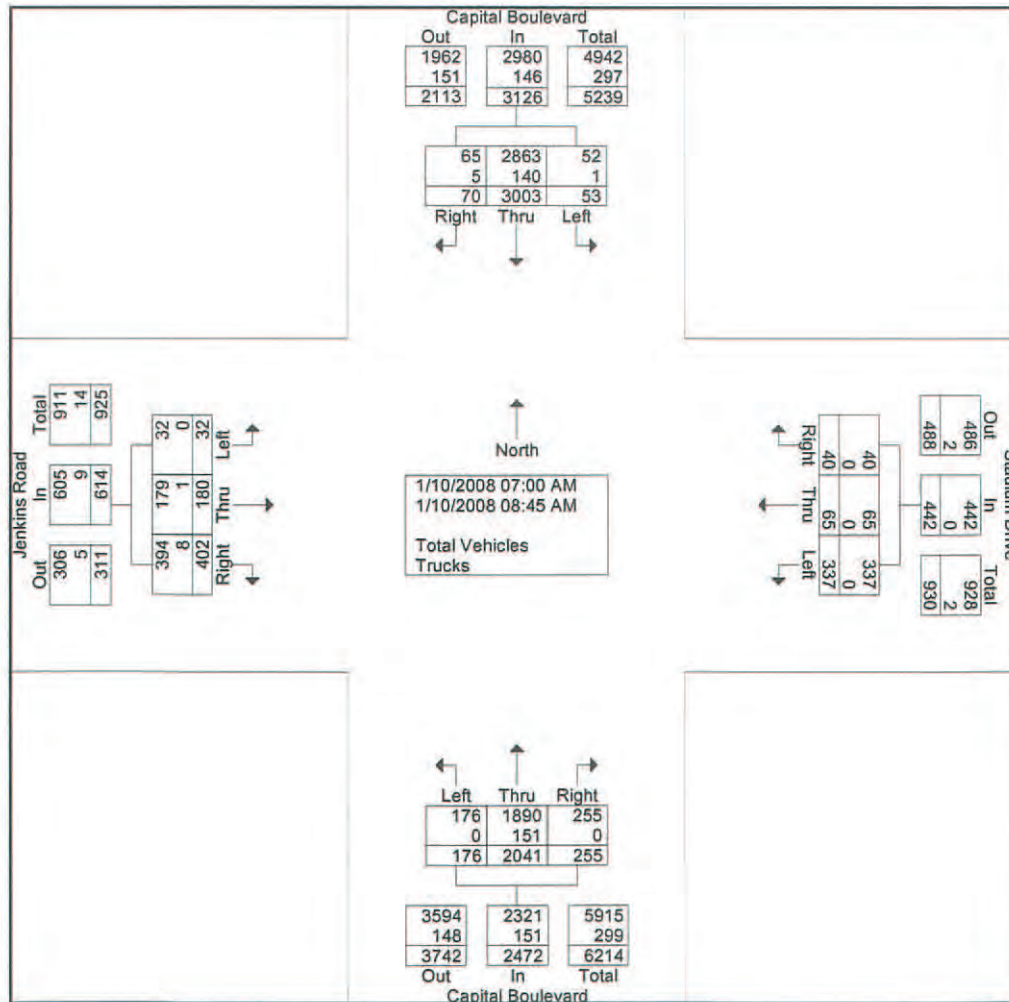 Capital Boulevard
Out In Total
1962 2980 4942
151 146 297
2113 3126 5239
65 2863 52
5 140 1
70 3003 53
Right Thru Left
Jenkins Road
Total In Out
911 605 306
14 9 5
925 614 311
32 179 394
0 1 8
32 180 402
Left Thru Right
North
1/10/2008 07:00 AM
1/10/2008 08:45 AM
Total Vehicles
Trucks
Right Thru Left
40 65 337
0 0 0
40 65 337
Out In Total
486 442 928
2 0 2
488 442 930
Left Thru Right
176 1890 255
0 151 0
176 2041 255
3594 2321 5915
148 151 299
3742 2472 6214
Out In Total
Capital Boulevard